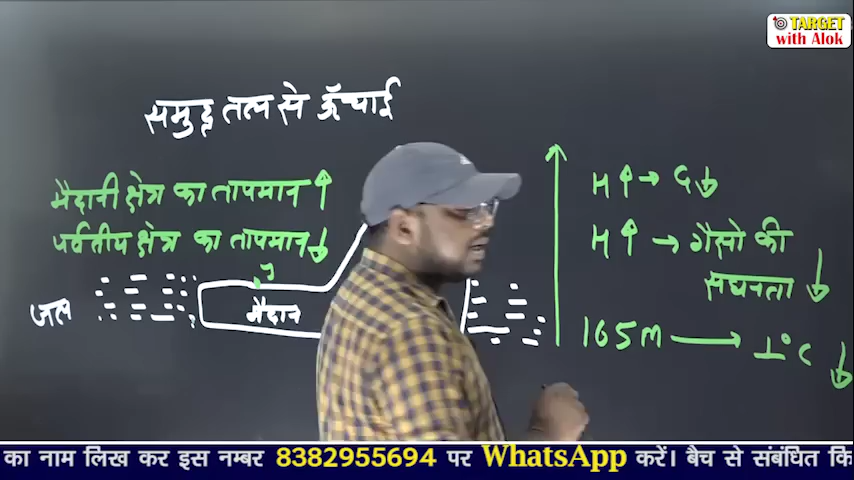 TARGET
with Alok
समुद्र तल से ऊँचाई
मैदानी क्षेत्र का तापमान ↑
पर्वतीय क्षेत्र का तापमान ↓
जल
मैदान
H ↑ → G ↓
H ↑ → गैसो की
सघनता ↓
165M → 1°C ↓
का नाम लिख कर इस नम्बर 8382955694 पर WhatsApp करें। बैच से संबंधित कि